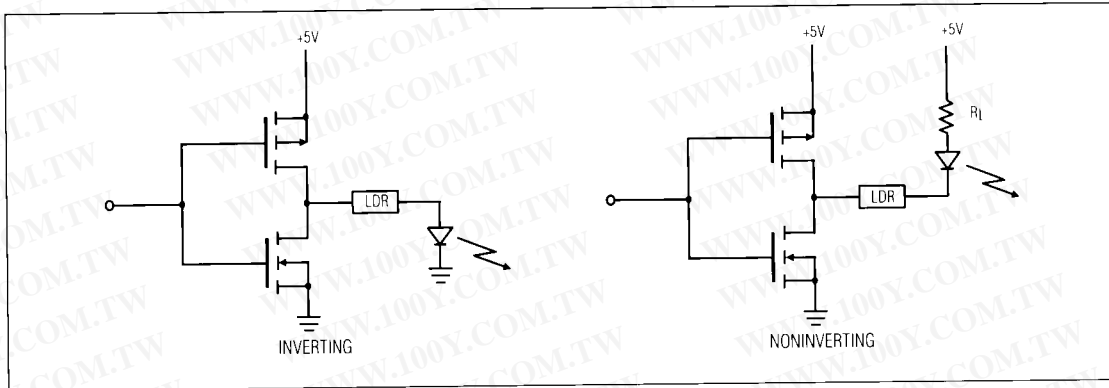 +5V
LDR
INVERTING
+5V
+5V
RL
LDR
NONINVERTING
WWW.100Y.COM.TW